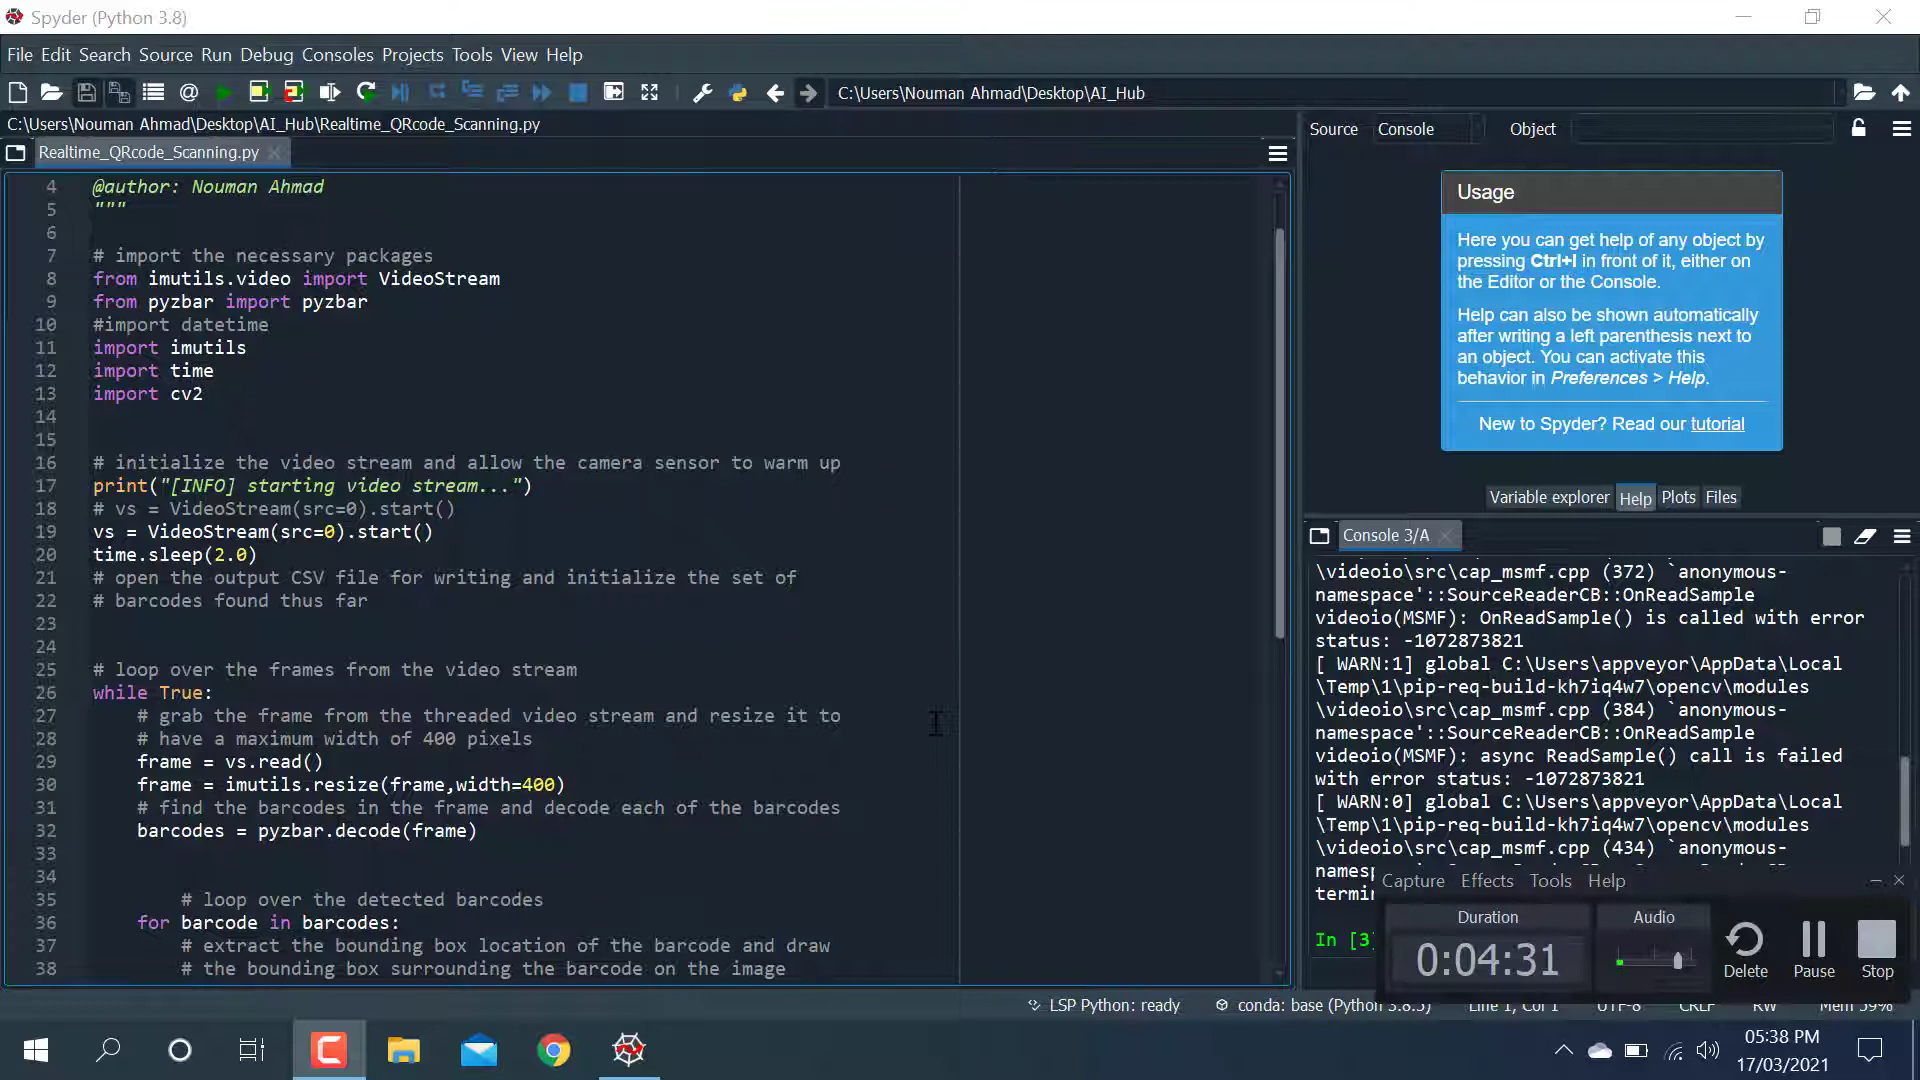 Spyder (Python 3.8)
File Edit Search Source Run Debug Consoles Projects Tools View Help
C:\Users\Nouman Ahmad\Desktop\AI_Hub
C:\Users\Nouman Ahmad\Desktop\AI_Hub\Realtime_QRcode_Scanning.py
Realtime_QRcode_Scanning.py
4 @author: Nouman Ahmad
5 """
6
7 # import the necessary packages
8 from imutils.video import VideoStream
9 from pyzbar import pyzbar
10 #import datetime
11 import imutils
12 import time
13 import cv2
14
15
16 # initialize the video stream and allow the camera sensor to warm up
17 print("[INFO] starting video stream...")
18 # vs = VideoStream(src=0).start()
19 vs = VideoStream(src=0).start()
20 time.sleep(2.0)
21 # open the output CSV file for writing and initialize the set of
22 # barcodes found thus far
23
24
25 # loop over the frames from the video stream
26 while True:
27 # grab the frame from the threaded video stream and resize it to
28 # have a maximum width of 400 pixels
29 frame = vs.read()
30 frame = imutils.resize(frame,width=400)
31 # find the barcodes in the frame and decode each of the barcodes
32 barcodes = pyzbar.decode(frame)
33
34
35 # loop over the detected barcodes
36 for barcode in barcodes:
37 # extract the bounding box location of the barcode and draw
38 # the bounding box surrounding the barcode on the image
Source Console Object
Usage
Here you can get help of any object by
pressing Ctrl+I in front of it, either on
the Editor or the Console.
Help can also be shown automatically
after writing a left parenthesis next to
an object. You can activate this
behavior in Preferences > Help.
New to Spyder? Read our tutorial
Variable explorer Help Plots Files
Console 3/A
\videoio\src\cap_msmf.cpp (372) `anonymous-
namespace'::SourceReaderCB::OnReadSample
videoio(MSMF): OnReadSample() is called with error
status: -1072873821
[ WARN:1] global C:\Users\appveyor\AppData\Local
\Temp\1\pip-req-build-kh7iq4w7\opencv\modules
\videoio\src\cap_msmf.cpp (384) `anonymous-
namespace'::SourceReaderCB::OnReadSample
videoio(MSMF): async ReadSample() call is failed
with error status: -1072873821
[ WARN:0] global C:\Users\appveyor\AppData\Local
\Temp\1\pip-req-build-kh7iq4w7\opencv\modules
\videoio\src\cap_msmf.cpp (434) `anonymous-
In [3]
Capture Effects Tools Help
Duration Audio
0:04:31
Delete Pause Stop
LSP Python: ready conda: base (Python 3.8.5) Line 1, Col 1 UTF-8 CRLF RW Mem 59%
05:38 PM
17/03/2021